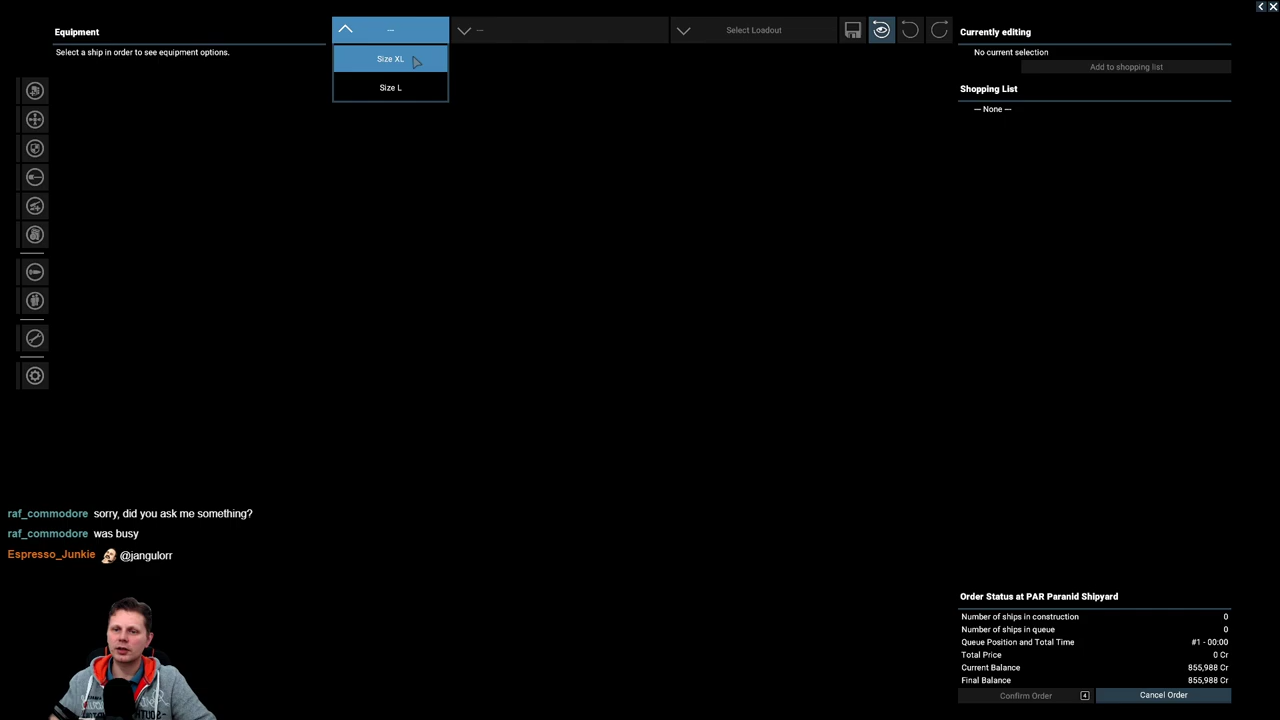 Equipment
Select a ship in order to see equipment options.
—
—
Select Loadout
Size XL
Size L
Currently editing
No current selection
Add to shopping list
Shopping List
— None —
raf_commodore sorry, did you ask me something?
raf_commodore was busy
Espresso_Junkie @jangulorr
Order Status at PAR Paranid Shipyard
Number of ships in construction 0
Number of ships in queue 0
Queue Position and Total Time #1 - 00:00
Total Price 0 Cr
Current Balance 855,988 Cr
Final Balance 855,988 Cr
Confirm Order 4 Cancel Order